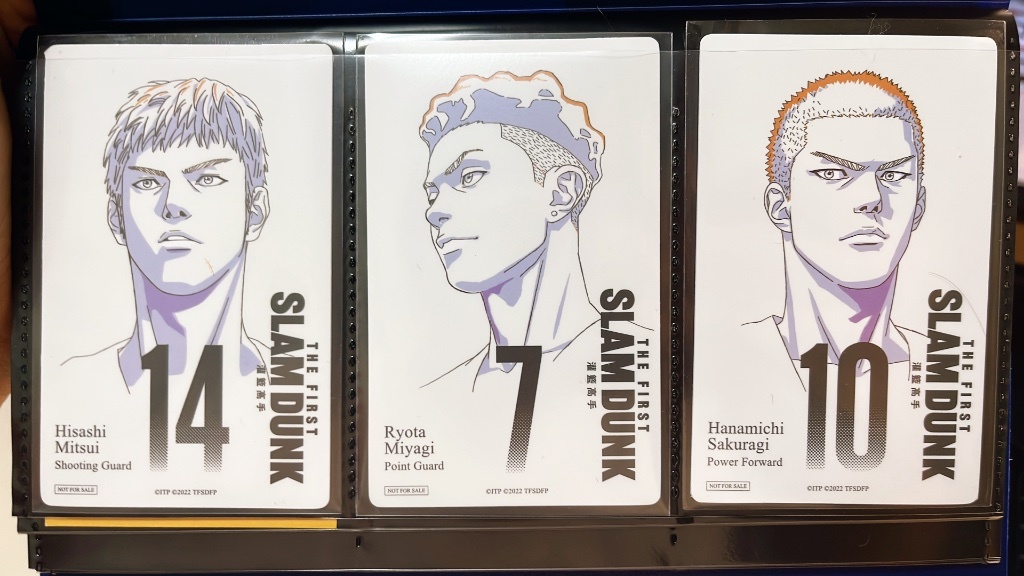 14
Hisashi
Mitsui
Shooting Guard
NOT FOR SALE
©ITP ©2022 TFSDFP
THE FIRST
SLAM DUNK
灌籃高手
7
Ryota
Miyagi
Point Guard
NOT FOR SALE
©ITP ©2022 TFSDFP
THE FIRST
SLAM DUNK
灌籃高手
10
Hanamichi
Sakuragi
Power Forward
NOT FOR SALE
©ITP ©2022 TFSDFP
THE FIRST
SLAM DUNK
灌籃高手